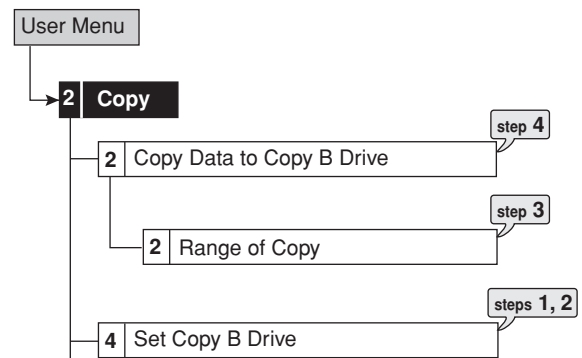 User Menu
2 Copy
step 4
2 Copy Data to Copy B Drive
step 3
2 Range of Copy
steps 1, 2
4 Set Copy B Drive